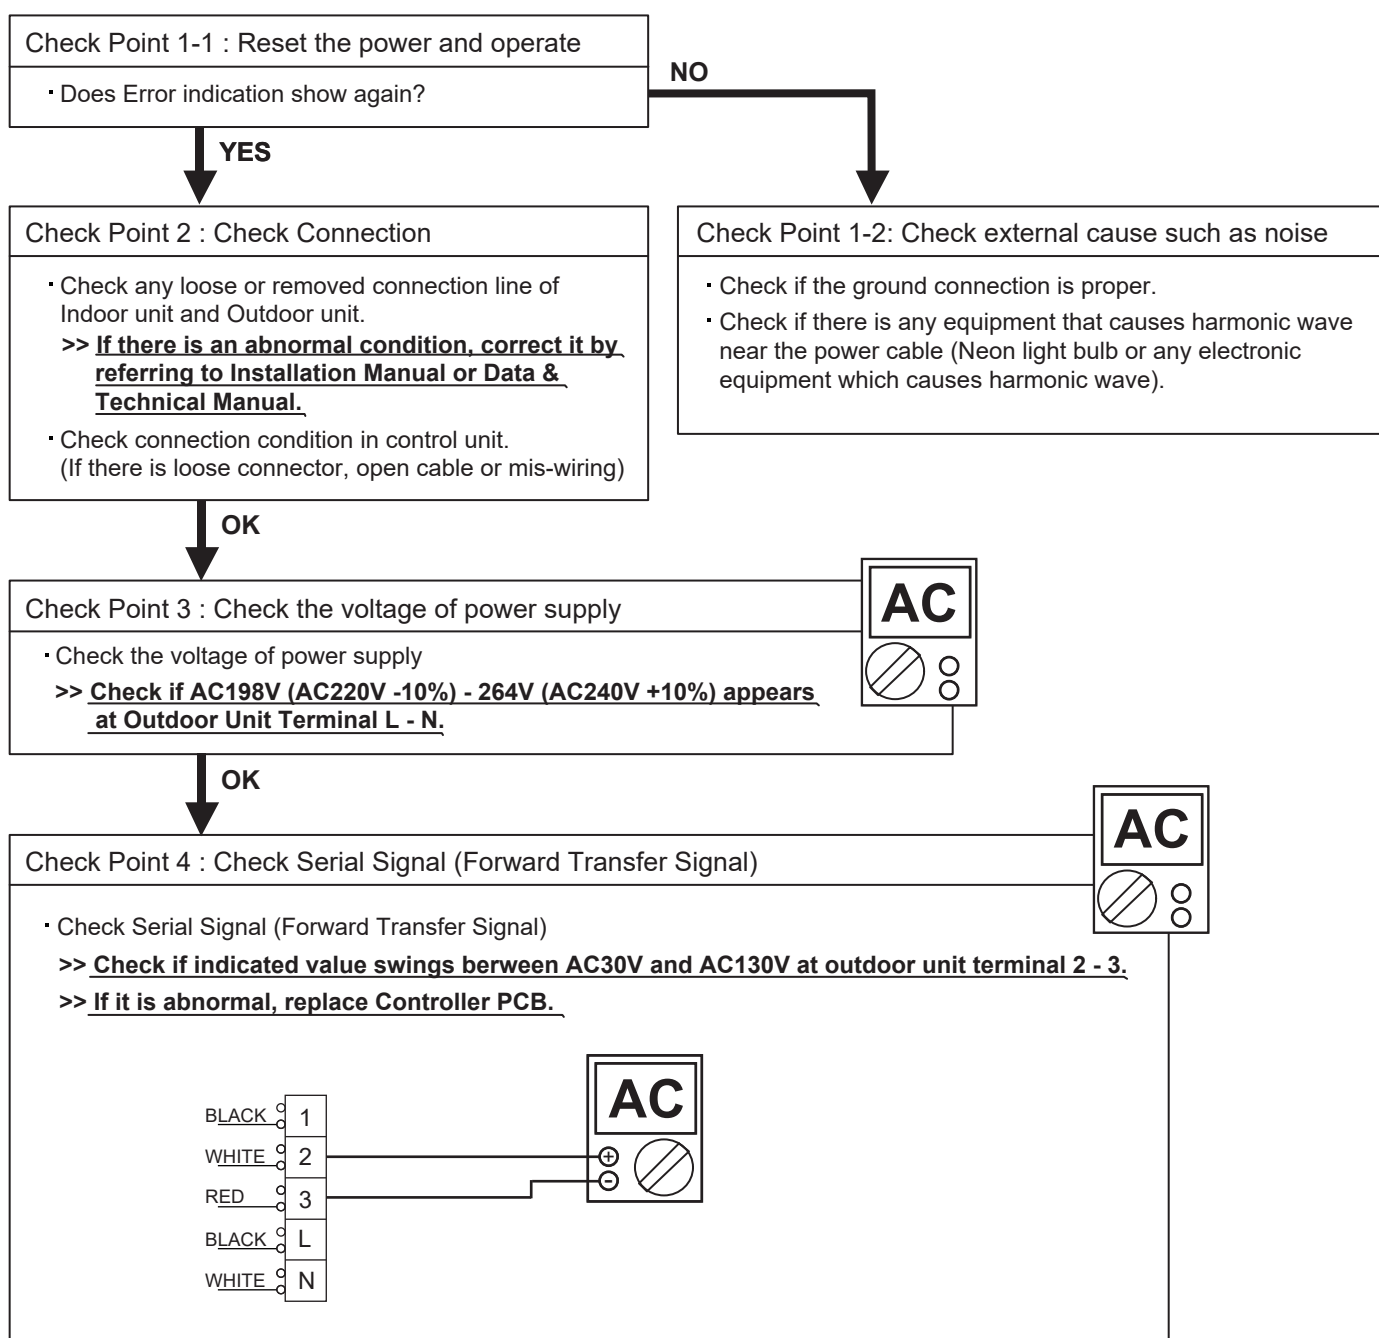 Check Point 1-1 : Reset the power and operate
· Does Error indication show again?
NO
YES
Check Point 2 : Check Connection
· Check any loose or removed connection line of
Indoor unit and Outdoor unit.
>> If there is an abnormal condition, correct it by
referring to Installation Manual or Data &
Technical Manual.
· Check connection condition in control unit.
(If there is loose connector, open cable or mis-wiring)
Check Point 1-2: Check external cause such as noise
· Check if the ground connection is proper.
· Check if there is any equipment that causes harmonic wave
near the power cable (Neon light bulb or any electronic
equipment which causes harmonic wave).
OK
Check Point 3 : Check the voltage of power supply
AC
· Check the voltage of power supply
>> Check if AC198V (AC220V -10%) - 264V (AC240V +10%) appears
at Outdoor Unit Terminal L - N.
OK
Check Point 4 : Check Serial Signal (Forward Transfer Signal)
AC
· Check Serial Signal (Forward Transfer Signal)
>> Check if indicated value swings berween AC30V and AC130V at outdoor unit terminal 2 - 3.
>> If it is abnormal, replace Controller PCB.
AC
BLACK 1
WHITE 2
RED 3
BLACK L
WHITE N
+
-